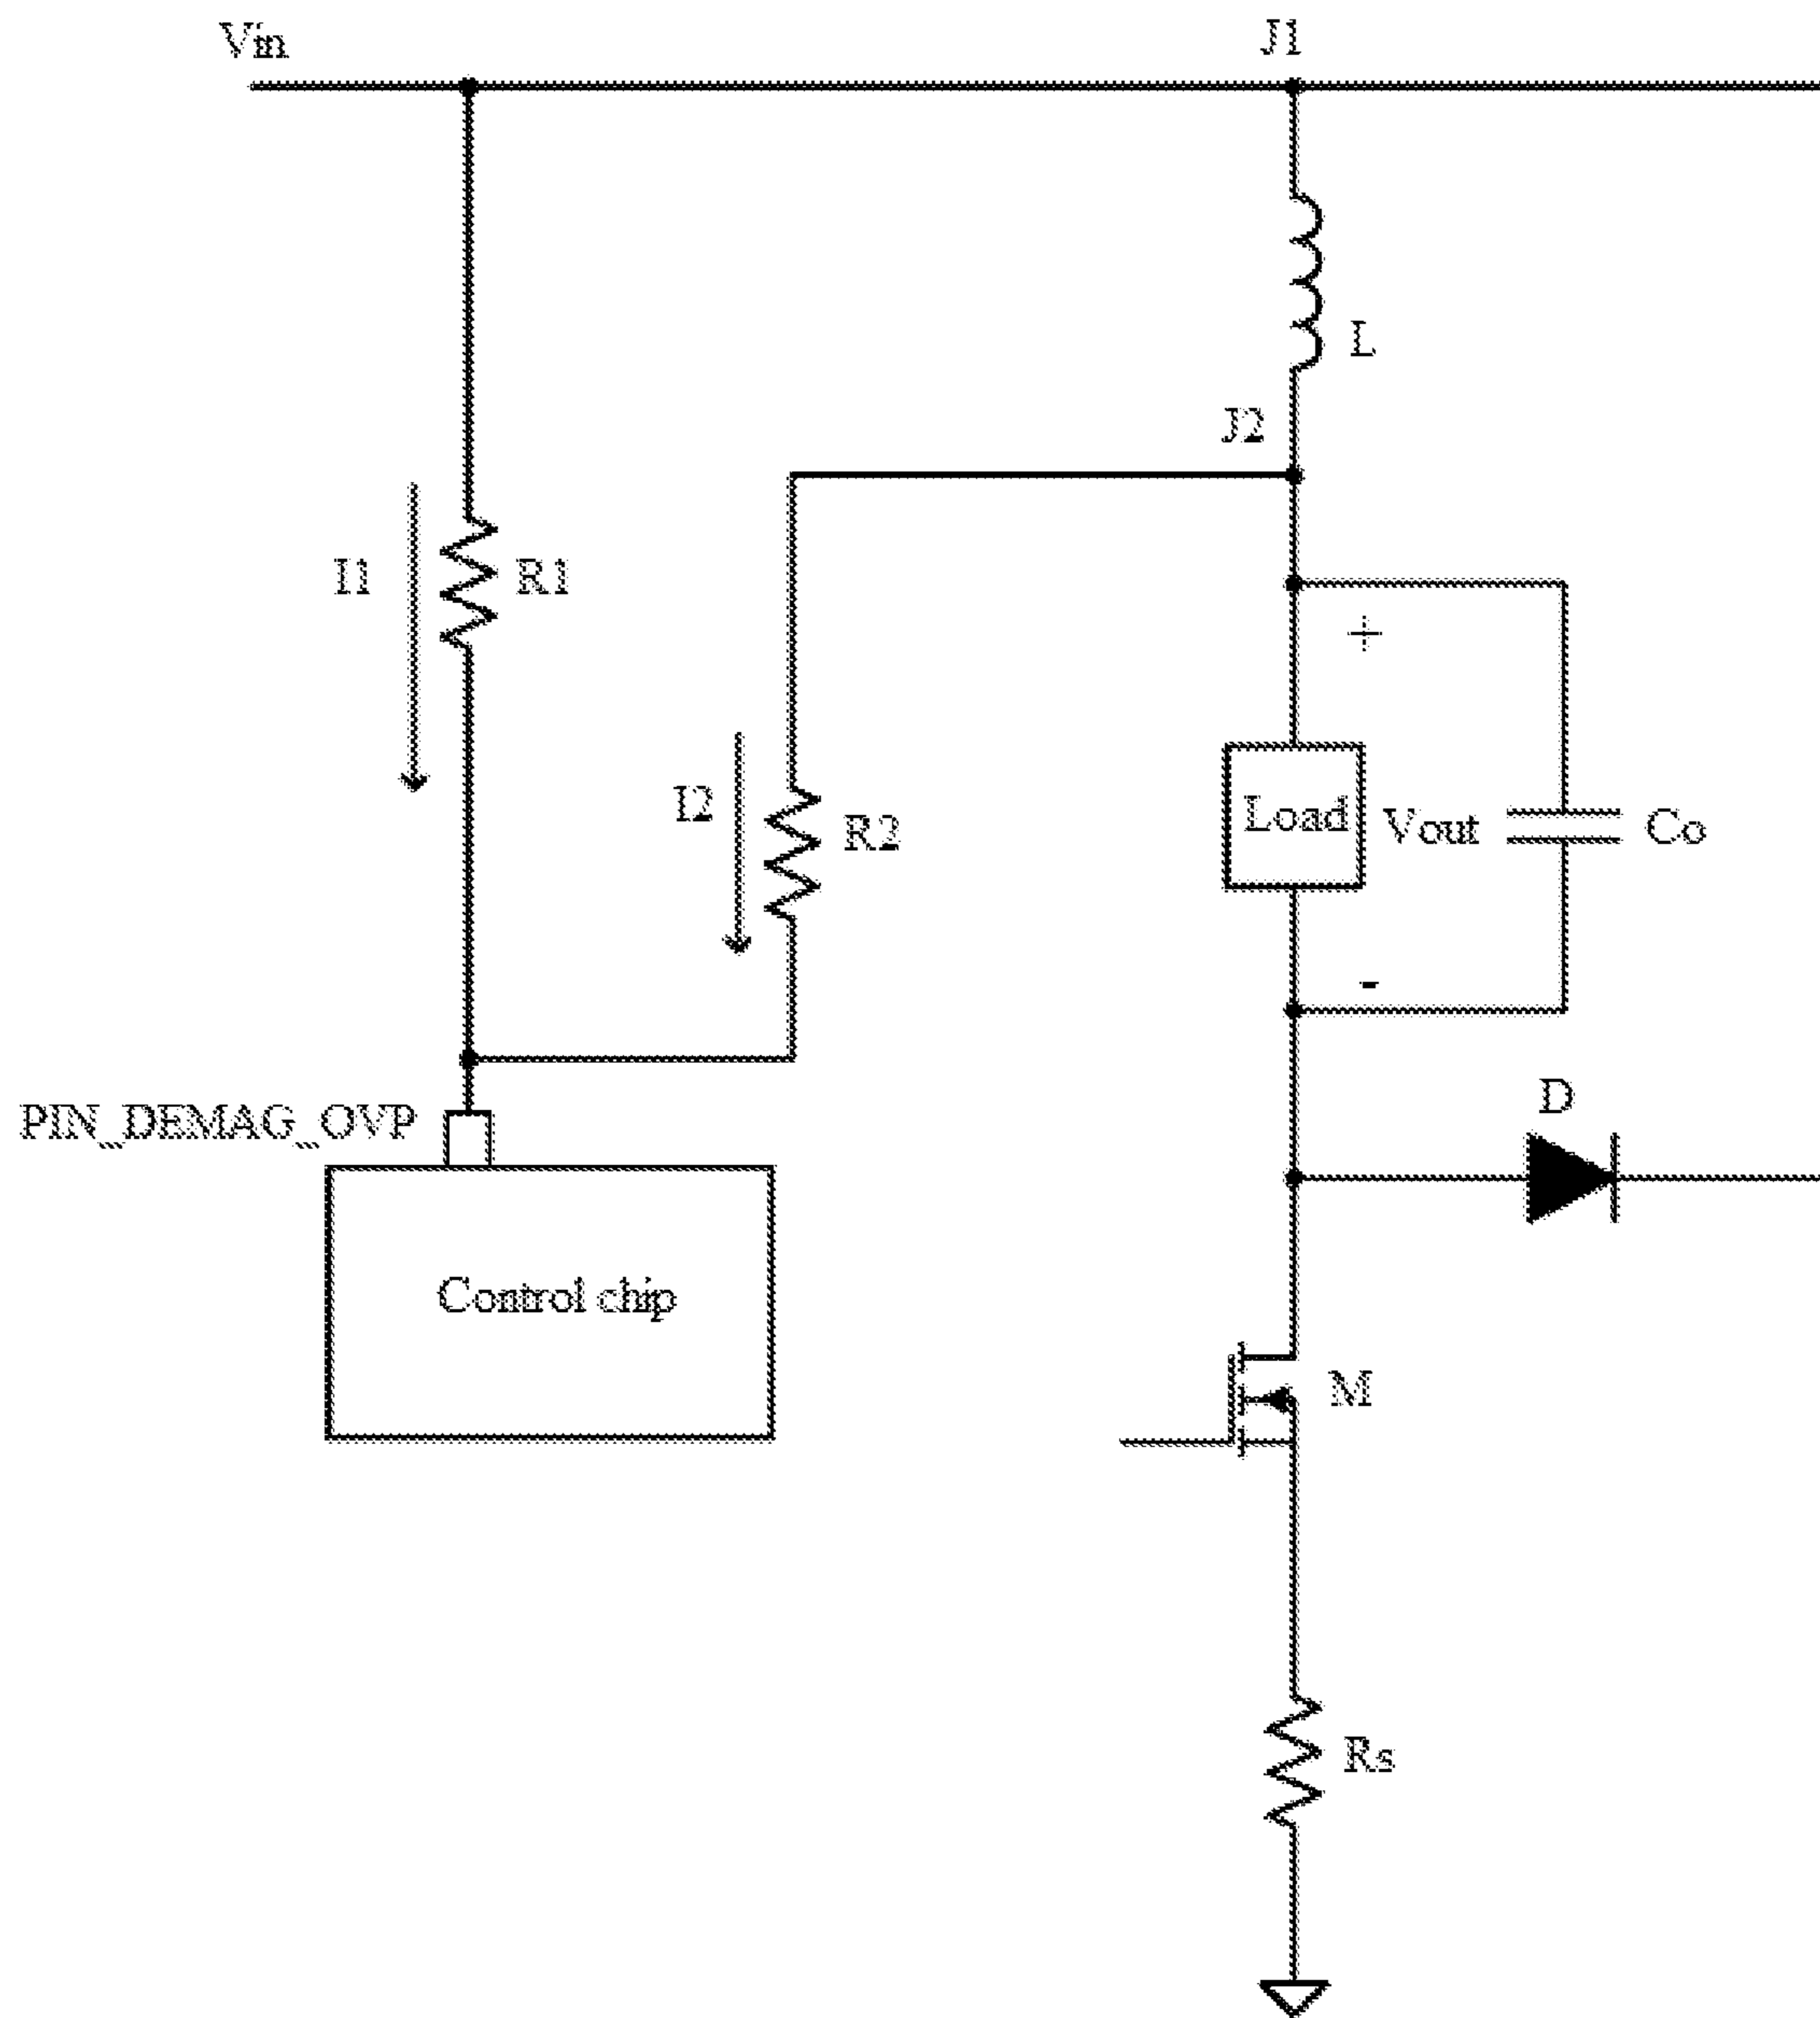 Vin
J1
L
J2
I1
R1
+
I2
R2
Load
Vout
Co
-
PIN_DEMAG_OVP
D
Control chip
M
Rs